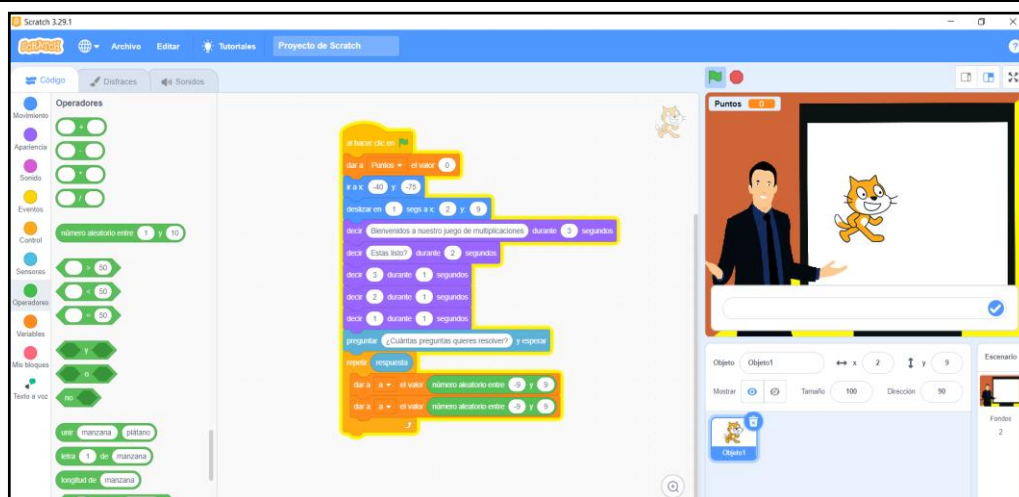 Scratch 3.29.1
SCRATCH Archivo Editar Tutoriales Proyecto de Scratch
Código Disfraces Sonidos
Movimiento
Apariencia
Sonido
Eventos
Control
Sensores
Operadores
Variables
Mis bloques
Texto a voz
Operadores
+
-
*
/
número aleatorio entre 1 y 10
> 50
< 50
= 50
y
o
no
unir manzana plátano
letra 1 de manzana
longitud de manzana
al hacer clic en
dar a Puntos el valor 0
ir a x: -40 y: -75
deslizar en 1 segs a x: 2 y: 9
decir Bienvenidos a nuestro juego de multiplicaciones durante 3 segundos
decir Estas listo? durante 2 segundos
decir 3 durante 1 segundos
decir 2 durante 1 segundos
decir 1 durante 1 segundos
preguntar ¿Cuántas preguntas quieres resolver? y esperar
repetir respuesta
dar a a el valor número aleatorio entre -9 y 9
dar a a el valor número aleatorio entre -9 y 9
Puntos 0
Objeto Objeto1 x 2 y 9
Mostrar Tamaño 100 Dirección 90
Objeto1
Escenario
Fondos
2